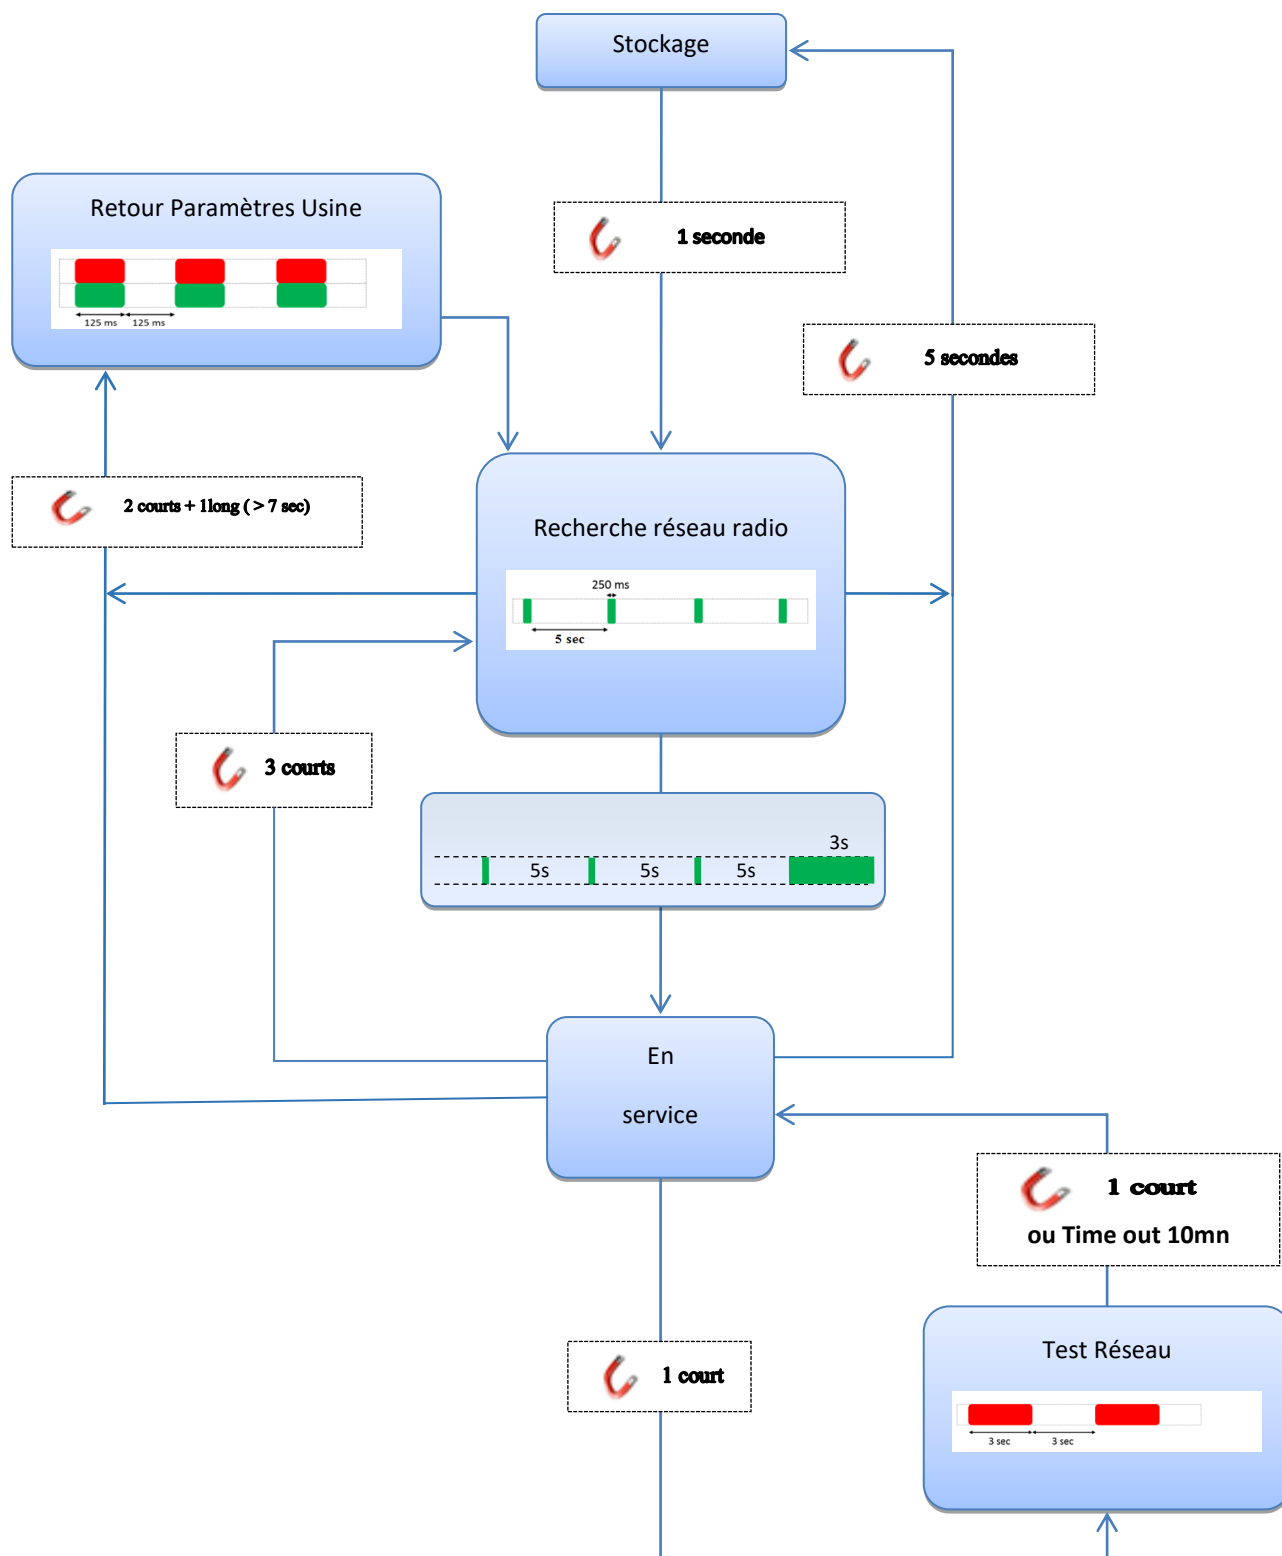 Stockage
Retour Paramètres Usine
125 ms
125 ms
1 seconde
5 secondes
2 courts + 1long ( > 7 sec)
Recherche réseau radio
250 ms
5 sec
3 courts
3s
5s
5s
5s
En
service
1 court
ou Time out 10mn
1 court
Test Réseau
3 sec
3 sec